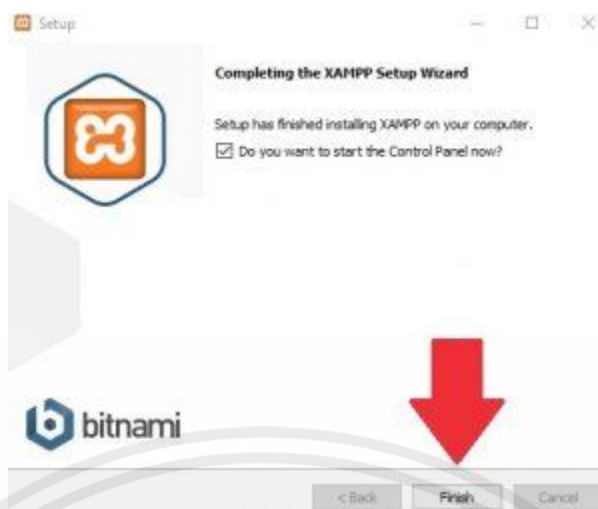 Setup
Completing the XAMPP Setup Wizard
Setup has finished installing XAMPP on your computer.
Do you want to start the Control Panel now?
bitnami
< Back
Finish
Cancel